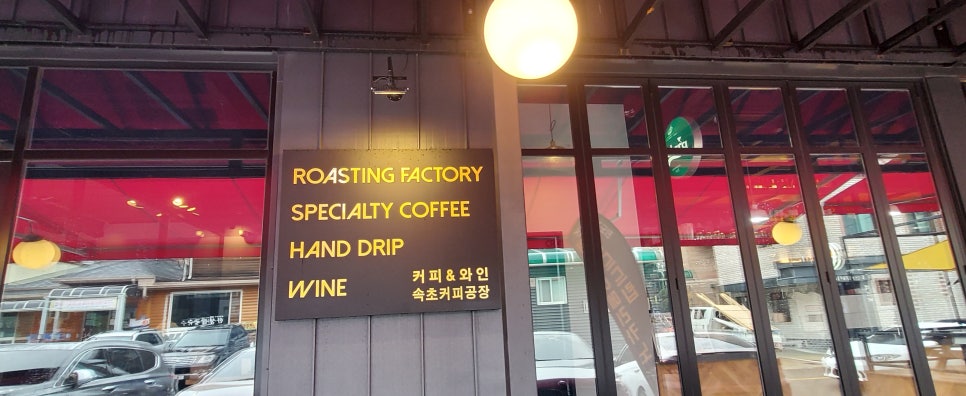 ROASTING FACTORY
SPECIALTY COFFEE
HAND DRIP
WINE
커피&와인
속초커피공장